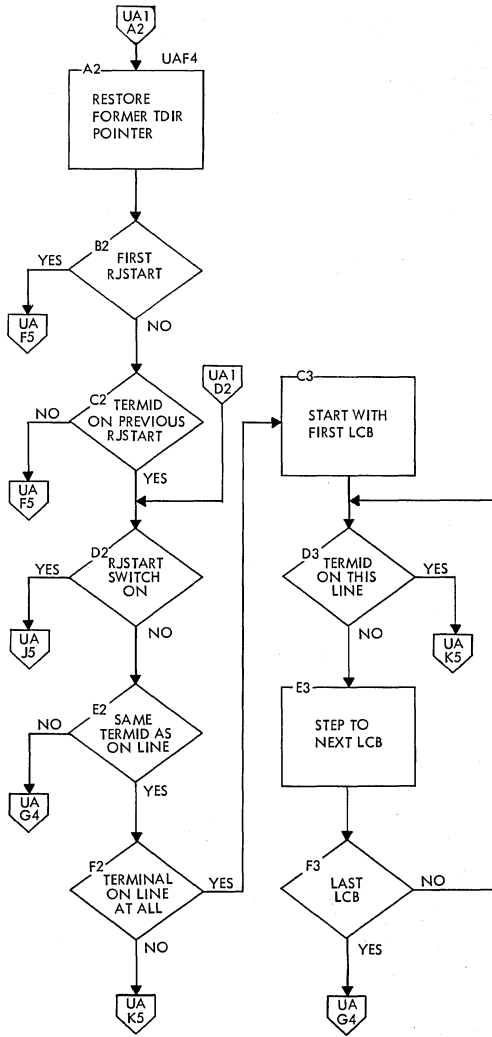 UA1
A2
UAF4
A2
RESTORE
FORMER TDIR
POINTER
B2
FIRST
RJSTART
YES
UA
F5
NO
UA1
D2
C2
TERMID
ON PREVIOUS
RJSTART
NO
UA
F5
YES
D2
RJSTART
SWITCH
ON
YES
UA
J5
NO
E2
SAME
TERMID AS
ON LINE
NO
UA
G4
YES
F2
TERMINAL
ON LINE
AT ALL
YES
NO
UA
K5
C3
START WITH
FIRST LCB
D3
TERMID
ON THIS
LINE
YES
UA
K5
NO
E3
STEP TO
NEXT LCB
F3
LAST
LCB
NO
YES
UA
G4